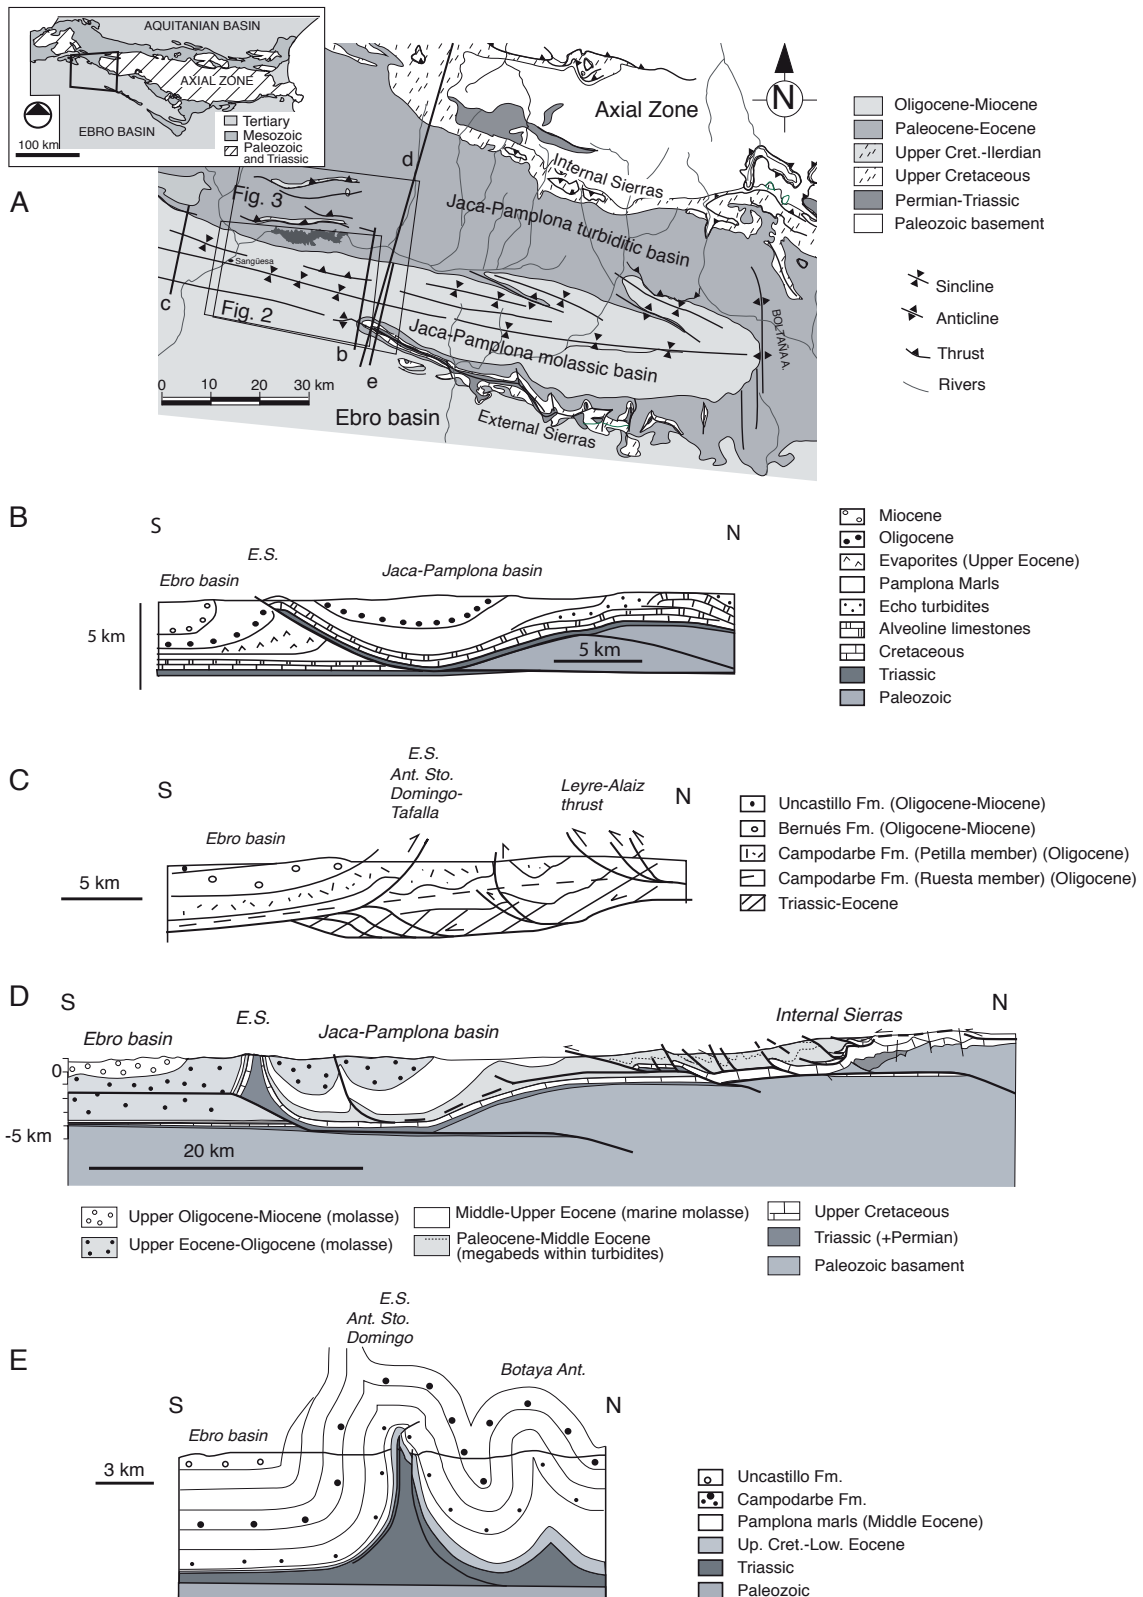 AQUITANIAN BASIN
AXIAL ZONE
EBRO BASIN
100 km
Tertiary
Mesozoic
Paleozoic
and Triassic
A
N
Axial Zone
Internal Sierras
d
Fig. 3
Jaca-Pamplona turbiditic basin
Sangüesa
c
Fig. 2
b
e
Jaca-Pamplona molassic basin
BOLTAÑA A.
0 10 20 30 km
Ebro basin
External Sierras
Oligocene-Miocene
Paleocene-Eocene
Upper Cret.-Ilerdian
Upper Cretaceous
Permian-Triassic
Paleozoic basement
Sincline
Anticline
Thrust
Rivers
B
S
N
E.S.
Ebro basin
Jaca-Pamplona basin
5 km
5 km
Miocene
Oligocene
Evaporites (Upper Eocene)
Pamplona Marls
Echo turbidites
Alveoline limestones
Cretaceous
Triassic
Paleozoic
C
S
E.S.
Ant. Sto.
Domingo-
Tafalla
Leyre-Alaiz
thrust
N
Ebro basin
5 km
Uncastillo Fm. (Oligocene-Miocene)
Bernués Fm. (Oligocene-Miocene)
Campodarbe Fm. (Petilla member) (Oligocene)
Campodarbe Fm. (Ruesta member) (Oligocene)
Triassic-Eocene
D
S
N
Ebro basin
E.S.
Jaca-Pamplona basin
Internal Sierras
0
-5 km
20 km
Upper Oligocene-Miocene (molasse)
Upper Eocene-Oligocene (molasse)
Middle-Upper Eocene (marine molasse)
Paleocene-Middle Eocene
(megabeds within turbidites)
Upper Cretaceous
Triassic (+Permian)
Paleozoic basament
E
E.S.
Ant. Sto.
Domingo
Botaya Ant.
S
N
Ebro basin
3 km
Uncastillo Fm.
Campodarbe Fm.
Pamplona marls (Middle Eocene)
Up. Cret.-Low. Eocene
Triassic
Paleozoic